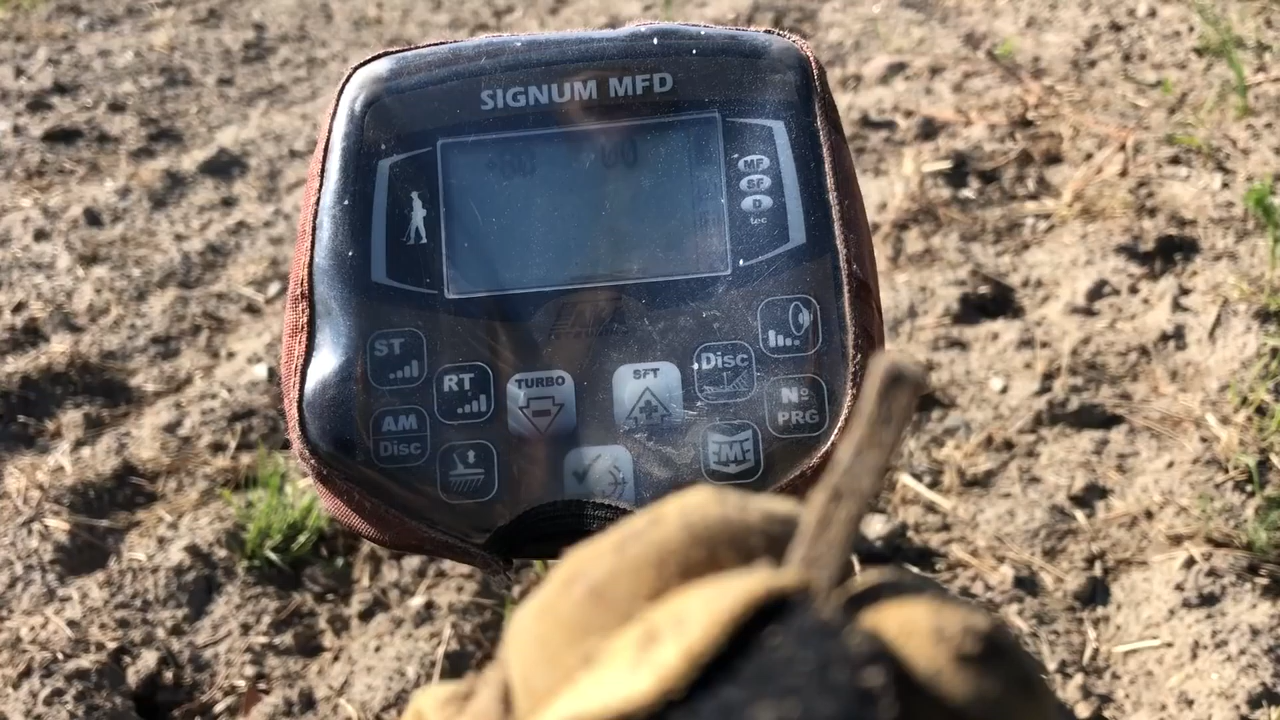 SIGNUM MFD
MF
SF
D
tec
ST
RT
TURBO
SFT
Disc
AM
Disc
Nº
PRG
M